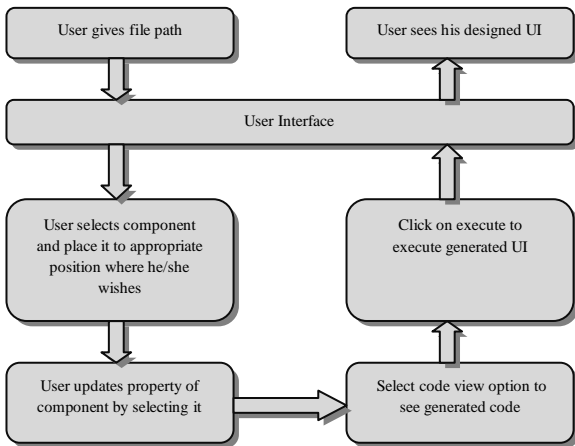 User gives file path
User sees his designed UI
User Interface
User selects component
and place it to appropriate
position where he/she
wishes
Click on execute to
execute generated UI
User updates property of
component by selecting it
Select code view option to
see generated code